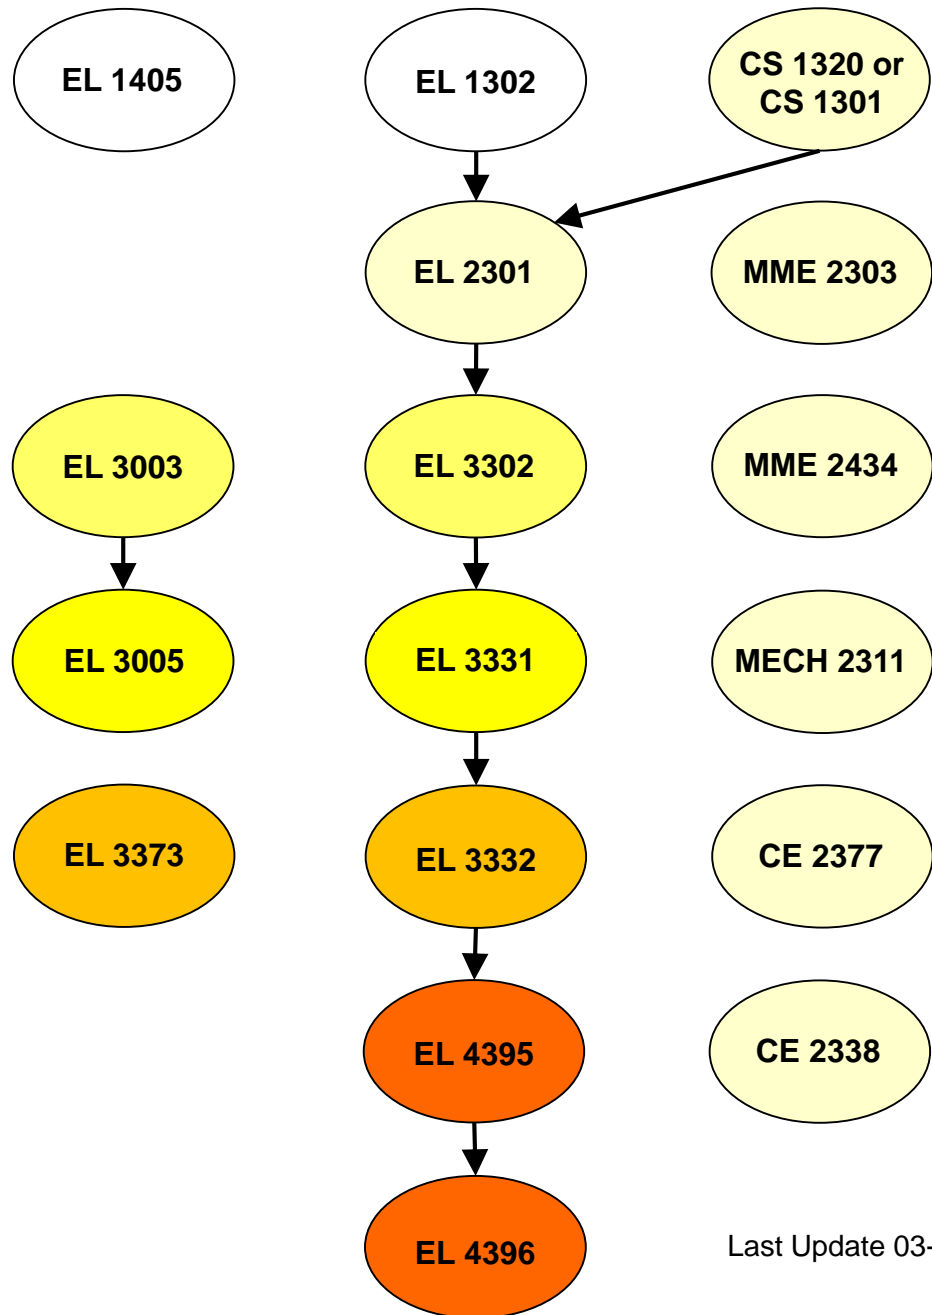 EL 1405
EL 1302
CS 1320 or
CS 1301
EL 2301
MME 2303
EL 3003
EL 3302
MME 2434
EL 3005
EL 3331
MECH 2311
EL 3373
EL 3332
CE 2377
EL 4395
CE 2338
EL 4396
Last Update 03-